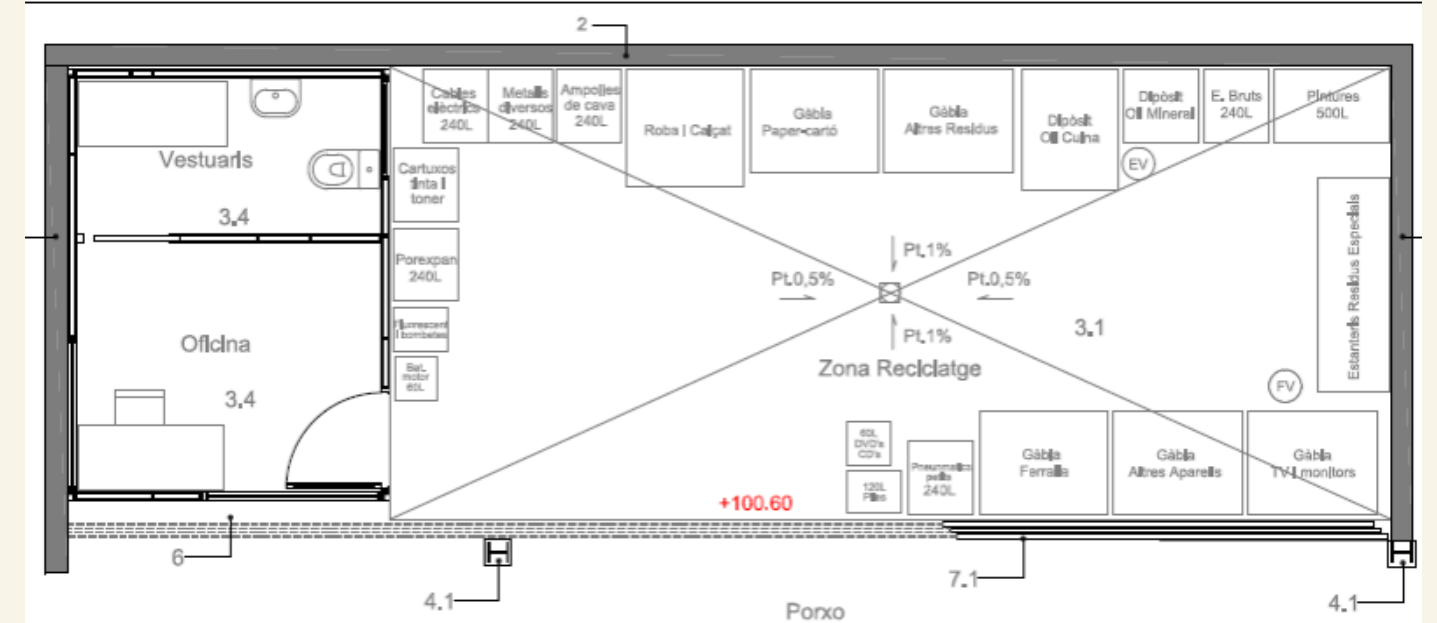 2
Cables
elèctrics
240L
Metalls
diversos
240L
Ampolles
de cava
240L
Roba i Calçat
Gàbia
Paper-cartó
Gàbia
Altres Residus
Dipòsit
Oli Cuina
Dipòsit
Oli Mineral
E. Bruts
240L
Pintures
500L
Vestuaris
3.4
Cartutxos
tinta i
toner
EV
Estanteris Residus Especials
Porexpan
240L
Pt.1%
Pt.0,5%
Pt.0,5%
Pt.1%
3.1
Fluorescent
i bombetes
Oficina
3.4
Bat.
motor
60L
Zona Reciclatge
FV
60L
DVD's
CD's
120L
Piles
Pneumatics
petits
240L
Gàbia
Ferralla
Gàbia
Altres Aparells
Gàbia
TV i monitors
+100.60
6
4.1
7.1
4.1
Porxo